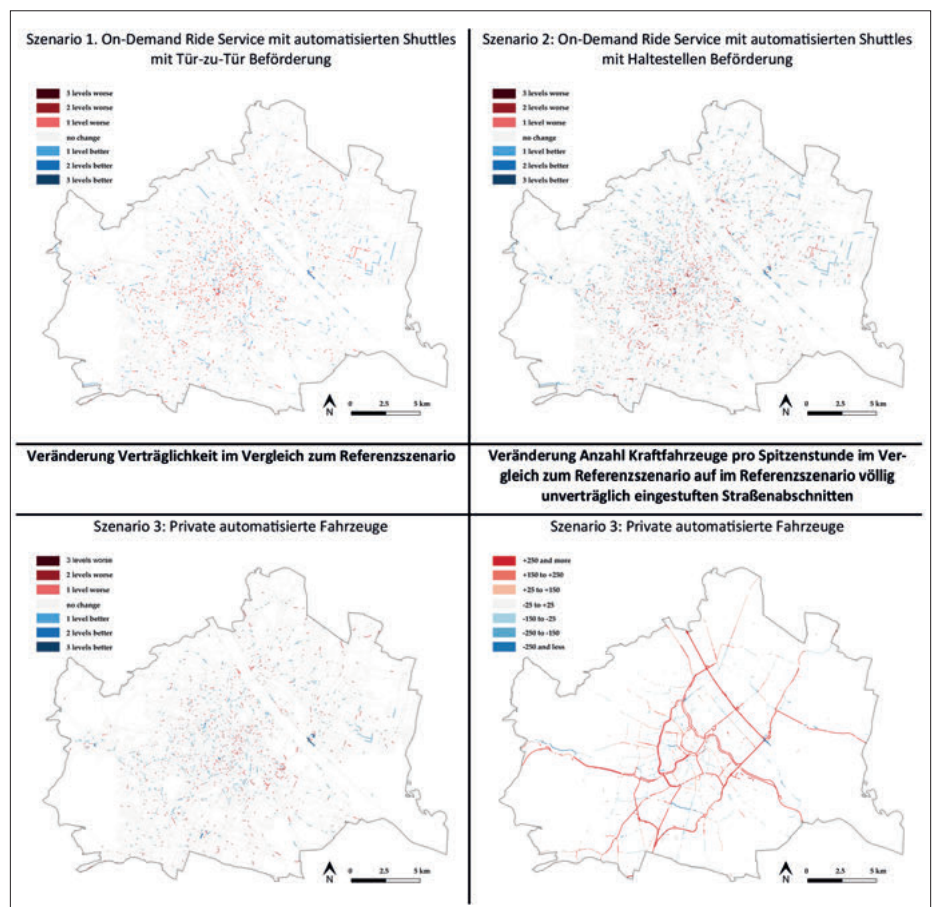 Szenario 1. On-Demand Ride Service mit automatisierten Shuttles
mit Tür-zu-Tür Beförderung
3 levels worse
2 levels worse
1 level worse
no change
1 level better
2 levels better
3 levels better
N
0 2.5 5 km
Szenario 2: On-Demand Ride Service mit automatisierten Shuttles
mit Haltestellen Beförderung
3 levels worse
2 levels worse
1 level worse
no change
1 level better
2 levels better
3 levels better
N
0 2.5 5 km
Veränderung Verträglichkeit im Vergleich zum Referenzszenario
Veränderung Anzahl Kraftfahrzeuge pro Spitzenstunde im Ver-
gleich zum Referenzszenario auf im Referenzszenario völlig
unverträglich eingestuften Straßenabschnitten
Szenario 3: Private automatisierte Fahrzeuge
3 levels worse
2 levels worse
1 level worse
no change
1 level better
2 levels better
3 levels better
N
0 2.5 5 km
Szenario 3: Private automatisierte Fahrzeuge
+250 and more
+150 to +250
+25 to +150
-25 to +25
-150 to -25
-250 to -150
-250 and less
N
0 2.5 5 km